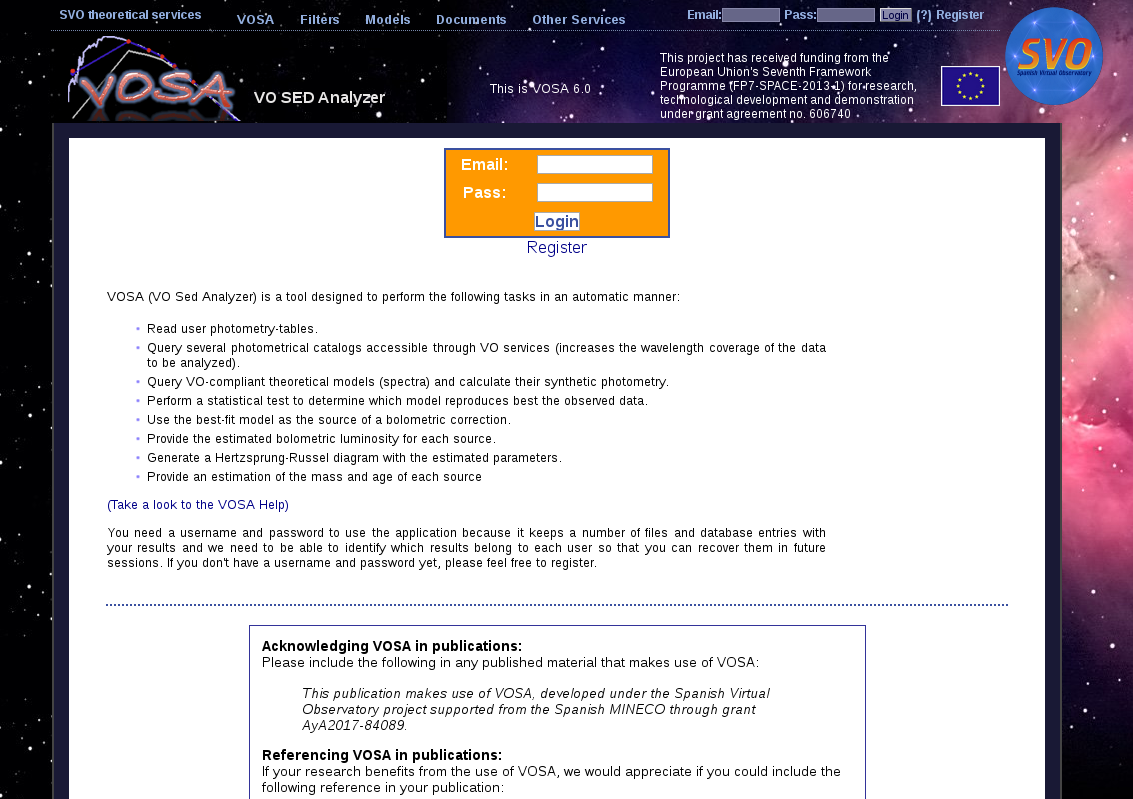 SVO theoretical services VOSA Filters Models Documents Other Services Email: Pass: Login (?) Register
SVO
Spanish Virtual Observatory
VOSA
VO SED Analyzer
This is VOSA 6.0
This project has received funding from the
European Union's Seventh Framework
Programme (FP7-SPACE-2013-1) for research,
technological development and demonstration
under grant agreement no. 606740
Email:
Pass:
Login
Register
VOSA (VO Sed Analyzer) is a tool designed to perform the following tasks in an automatic manner:
• Read user photometry-tables.
• Query several photometrical catalogs accessible through VO services (increases the wavelength coverage of the data
to be analyzed).
• Query VO-compliant theoretical models (spectra) and calculate their synthetic photometry.
• Perform a statistical test to determine which model reproduces best the observed data.
• Use the best-fit model as the source of a bolometric correction.
• Provide the estimated bolometric luminosity for each source.
• Generate a Hertzsprung-Russel diagram with the estimated parameters.
• Provide an estimation of the mass and age of each source
(Take a look to the VOSA Help)
You need a username and password to use the application because it keeps a number of files and database entries with
your results and we need to be able to identify which results belong to each user so that you can recover them in future
sessions. If you don't have a username and password yet, please feel free to register.
Acknowledging VOSA in publications:
Please include the following in any published material that makes use of VOSA:
This publication makes use of VOSA, developed under the Spanish Virtual
Observatory project supported from the Spanish MINECO through grant
AyA2017-84089.
Referencing VOSA in publications:
If your research benefits from the use of VOSA, we would appreciate if you could include the
following reference in your publication: